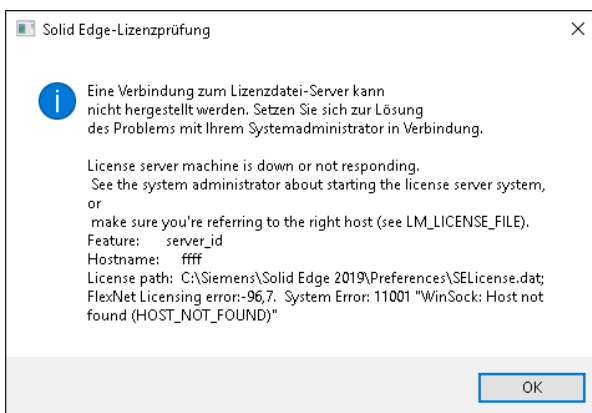 Solid Edge-Lizenzprüfung
Eine Verbindung zum Lizenzdatei-Server kann
nicht hergestellt werden. Setzen Sie sich zur Lösung
des Problems mit Ihrem Systemadministrator in Verbindung.
License server machine is down or not responding.
See the system administrator about starting the license server system,
or
make sure you're referring to the right host (see LM_LICENSE_FILE).
Feature: server_id
Hostname: ffff
License path: C:\Siemens\Solid Edge 2019\Preferences\SELicense.dat;
FlexNet Licensing error:-96,7. System Error: 11001 "WinSock: Host not
found (HOST_NOT_FOUND)"
OK